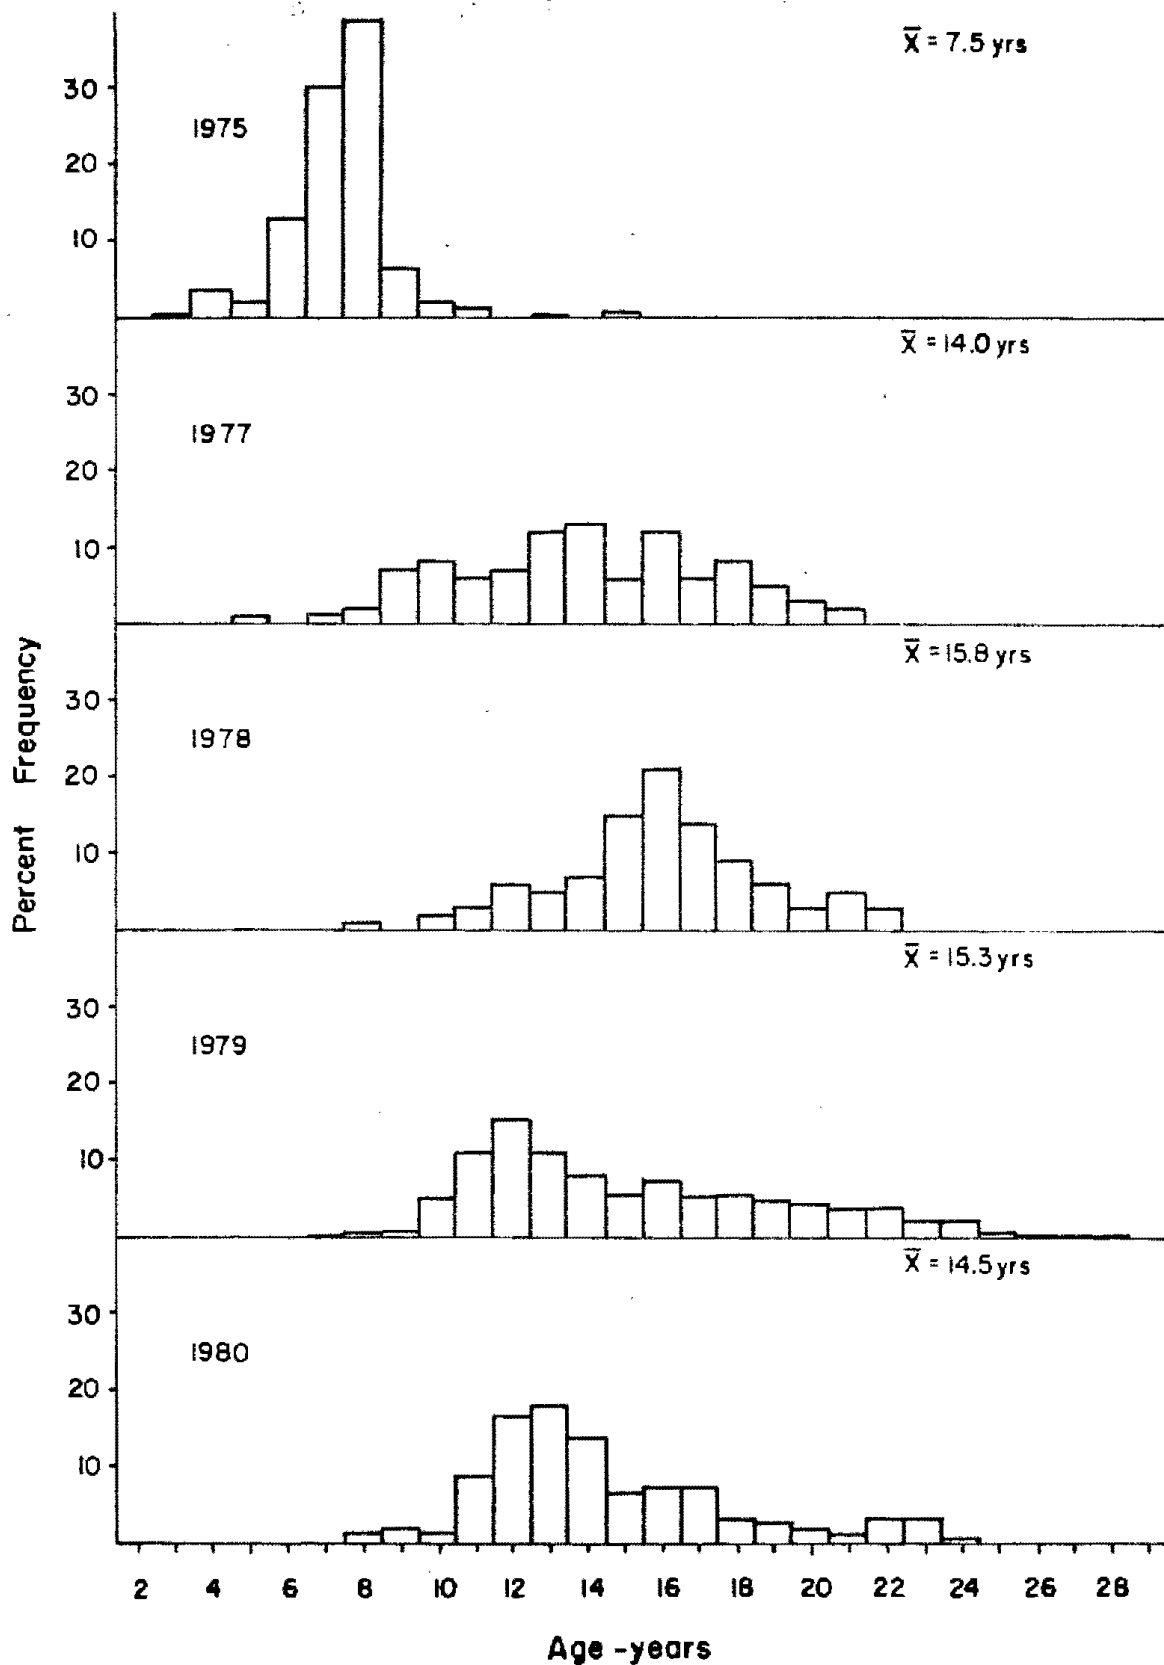 X̄ = 7.5 yrs
30
1975
20
10
X̄ = 14.0 yrs
30
1977
20
10
X̄ = 15.8 yrs
30
1978
20
10
X̄ = 15.3 yrs
30
1979
20
10
X̄ = 14.5 yrs
30
1980
20
10
Percent Frequency
2 4 6 8 10 12 14 16 18 20 22 24 26 28
Age - years